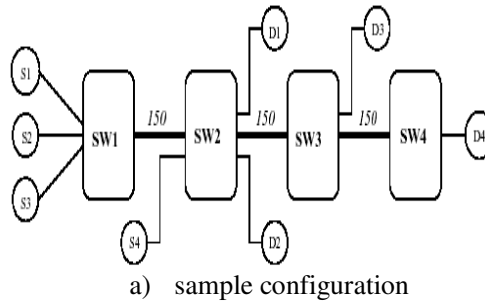 D1
D3
S1
150
150
150
S2
SW1
SW2
SW3
SW4
D4
S3
S4
D2
a) sample configuration